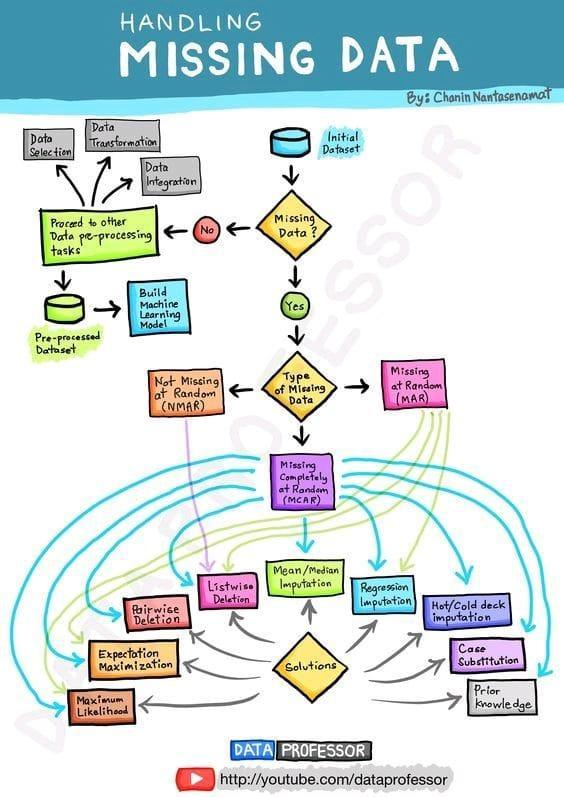 HANDLING
MISSING DATA
By: Chanin Nantasenamat
Data
Selection
Data
Transformation
Data
Integration
Initial
Dataset
Proceed to other
Data pre-processing
tasks
No
Missing
Data?
Pre-processed
Dataset
Build
Machine
Learning
Model
Yes
Not Missing
at Random
(NMAR)
Type
of Missing
Data
Missing
at Random
(MAR)
Missing
Completely
at Random
(MCAR)
Mean/Median
Imputation
Listwise
Deletion
Regression
Imputation
Pairwise
Deletion
Hot/Cold deck
imputation
Expectation
Maximization
Solutions
Case
Substitution
Maximum
Likelihood
Prior
knowledge
DATA PROFESSOR
http://youtube.com/dataprofessor
DATA PROFESSOR